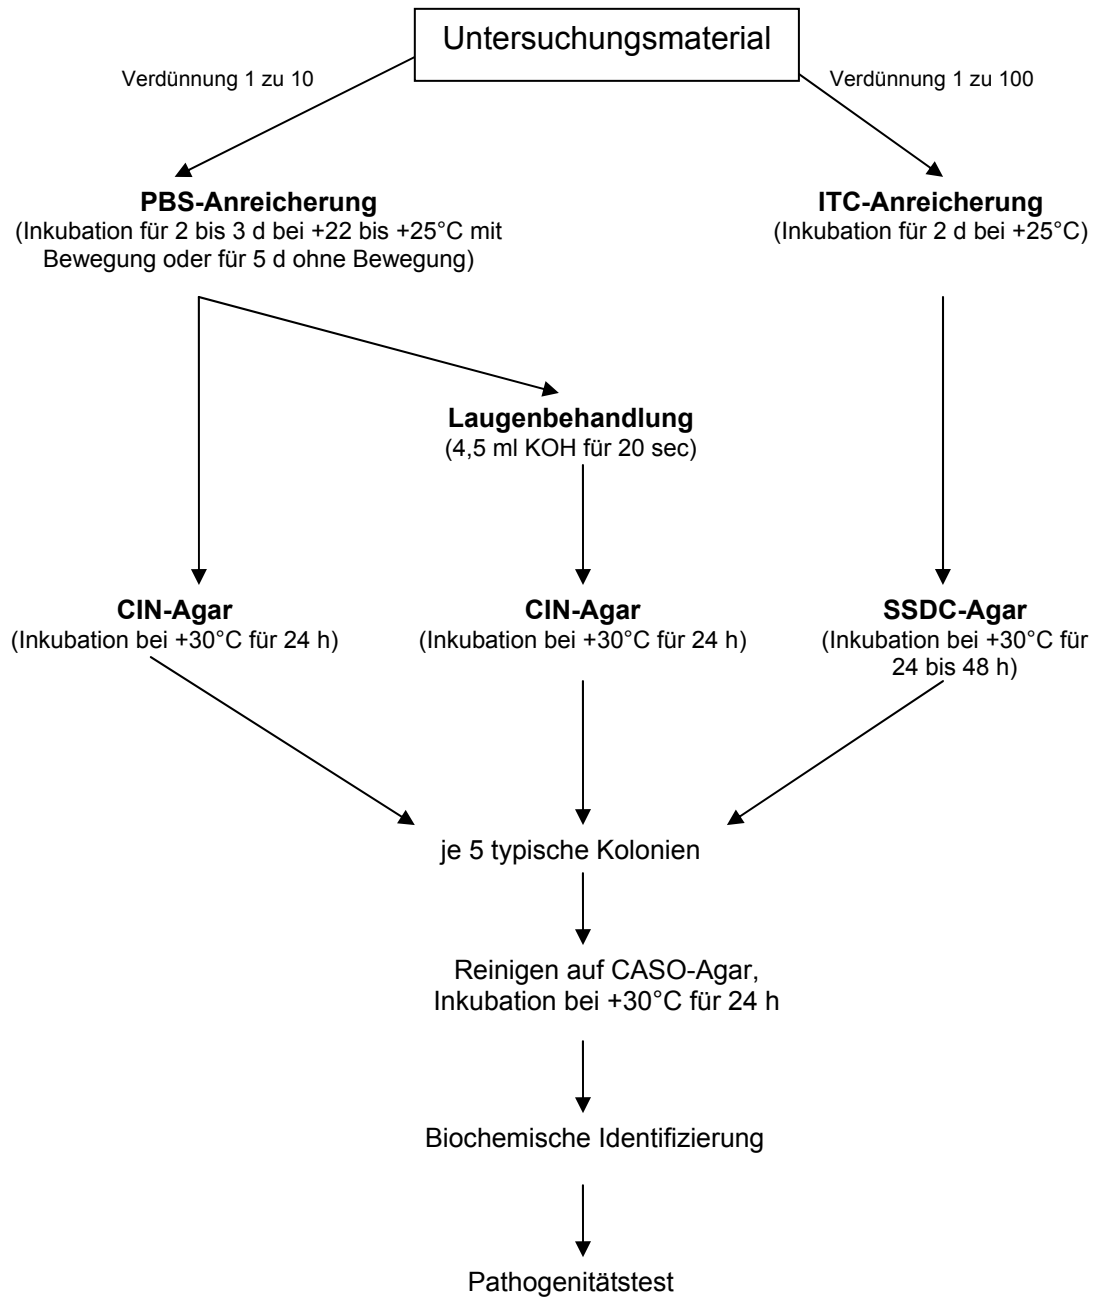 Untersuchungsmaterial
Verdünnung 1 zu 10
Verdünnung 1 zu 100
PBS-Anreicherung
(Inkubation für 2 bis 3 d bei +22 bis +25°C mit
Bewegung oder für 5 d ohne Bewegung)
ITC-Anreicherung
(Inkubation für 2 d bei +25°C)
Laugenbehandlung
(4,5 ml KOH für 20 sec)
CIN-Agar
(Inkubation bei +30°C für 24 h)
CIN-Agar
(Inkubation bei +30°C für 24 h)
SSDC-Agar
(Inkubation bei +30°C für
24 bis 48 h)
je 5 typische Kolonien
Reinigen auf CASO-Agar,
Inkubation bei +30°C für 24 h
Biochemische Identifizierung
Pathogenitätstest